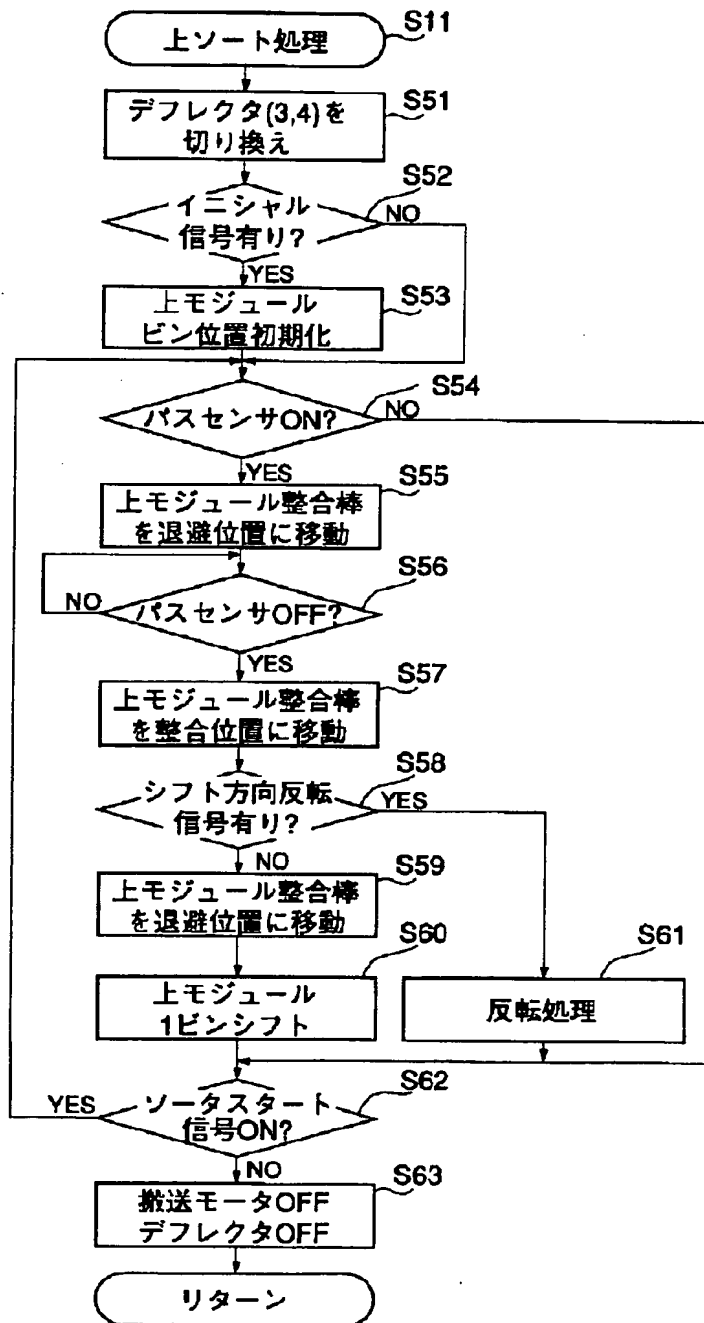 上ソート処理
S11
デフレクタ(3,4)を
切り換え
S51
イニシャル
信号有り?
S52
NO
YES
上モジュール
ビン位置初期化
S53
パスセンサON?
S54
NO
YES
上モジュール整合棒
を退避位置に移動
S55
パスセンサOFF?
S56
NO
YES
上モジュール整合棒
を整合位置に移動
S57
シフト方向反転
信号有り?
S58
YES
NO
上モジュール整合棒
を退避位置に移動
S59
上モジュール
1ビンシフト
S60
反転処理
S61
ソータスタート
信号ON?
S62
YES
NO
搬送モータOFF
デフレクタOFF
S63
リターン